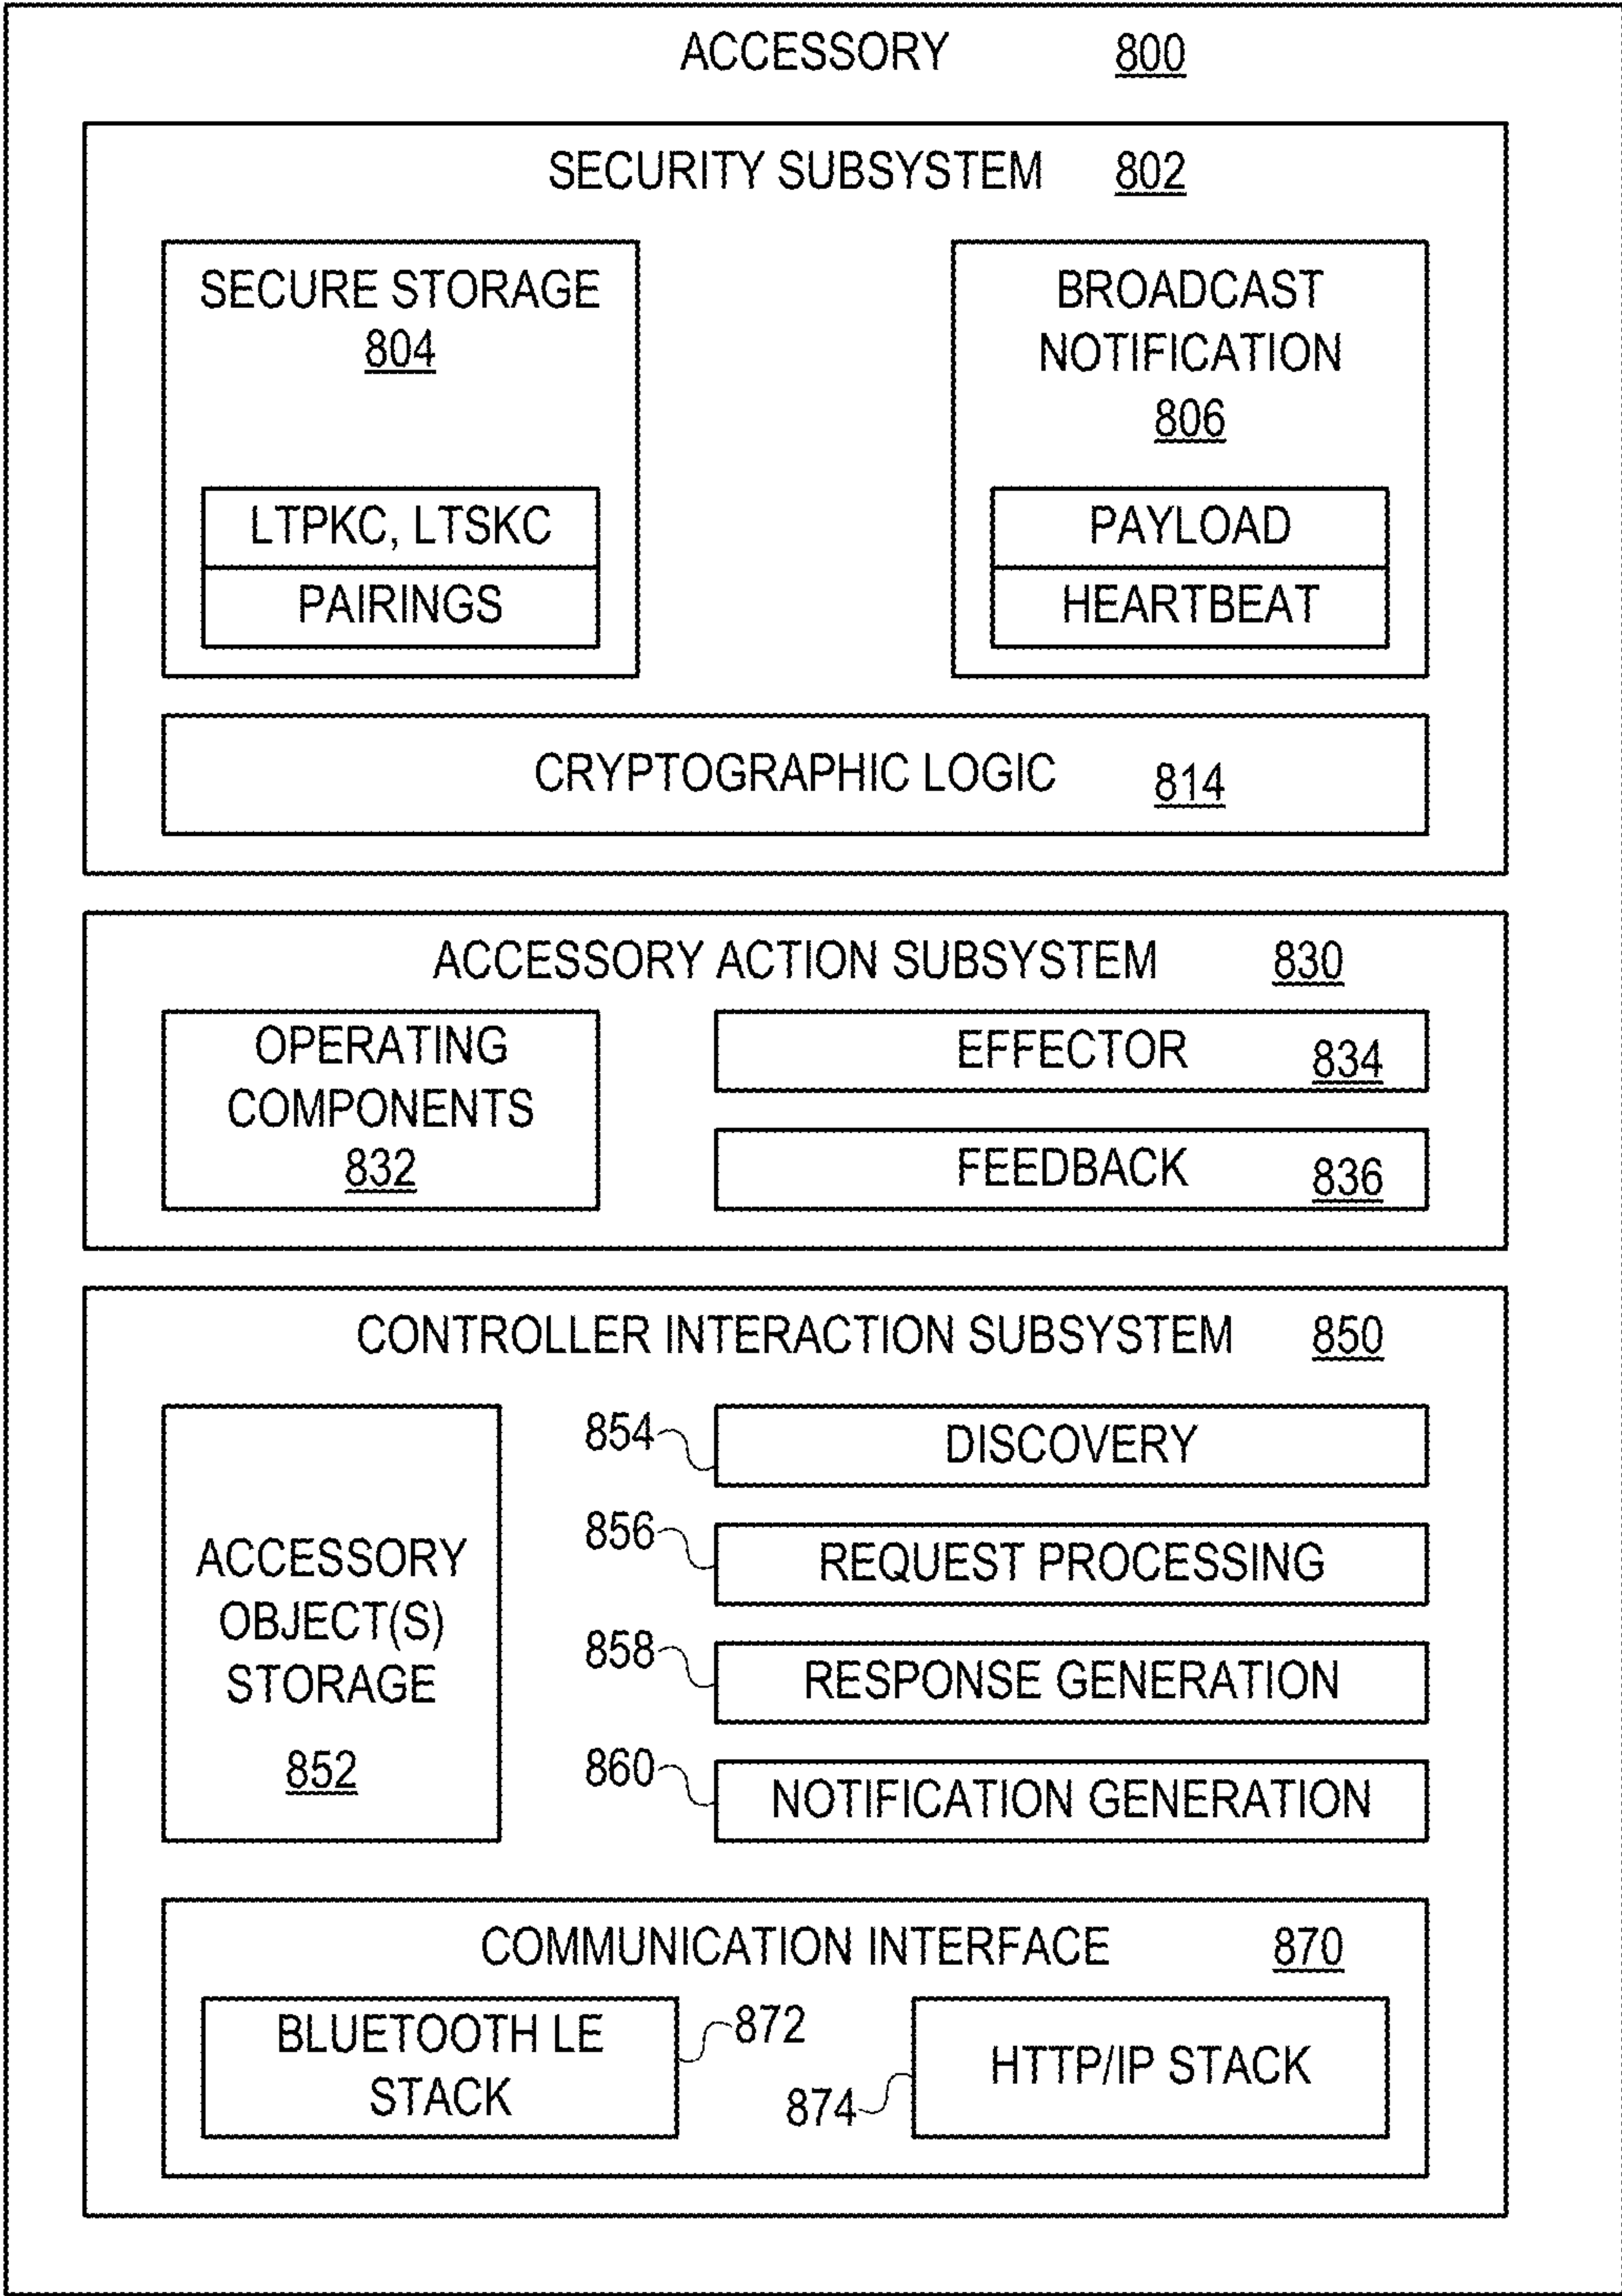 ACCESSORY 800
SECURITY SUBSYSTEM 802
SECURE STORAGE
804
LTPKC, LTSKC
PAIRINGS
BROADCAST
NOTIFICATION
806
PAYLOAD
HEARTBEAT
CRYPTOGRAPHIC LOGIC 814
ACCESSORY ACTION SUBSYSTEM 830
OPERATING
COMPONENTS
832
EFFECTOR 834
FEEDBACK 836
CONTROLLER INTERACTION SUBSYSTEM 850
ACCESSORY
OBJECT(S)
STORAGE
852
854 DISCOVERY
856 REQUEST PROCESSING
858 RESPONSE GENERATION
860 NOTIFICATION GENERATION
COMMUNICATION INTERFACE 870
BLUETOOTH LE
STACK
872
874
HTTP/IP STACK